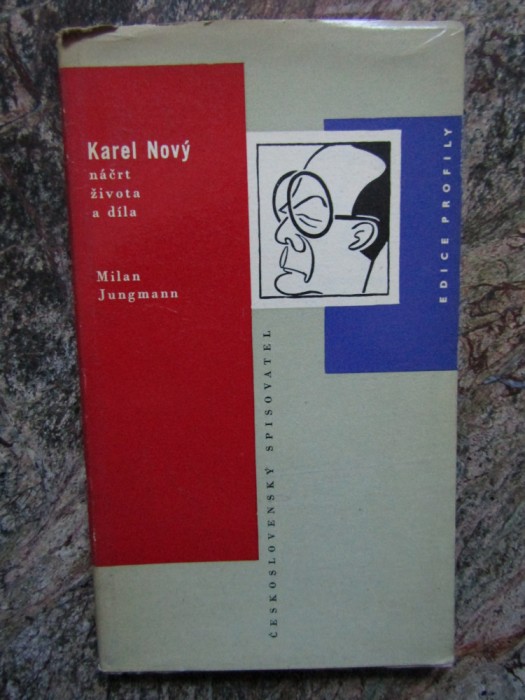 Karel Nový
náčrt
života
a díla
Milan
Jungmann
ČESKOSLOVENSKÝ SPISOVATEL
EDICE PROFILY